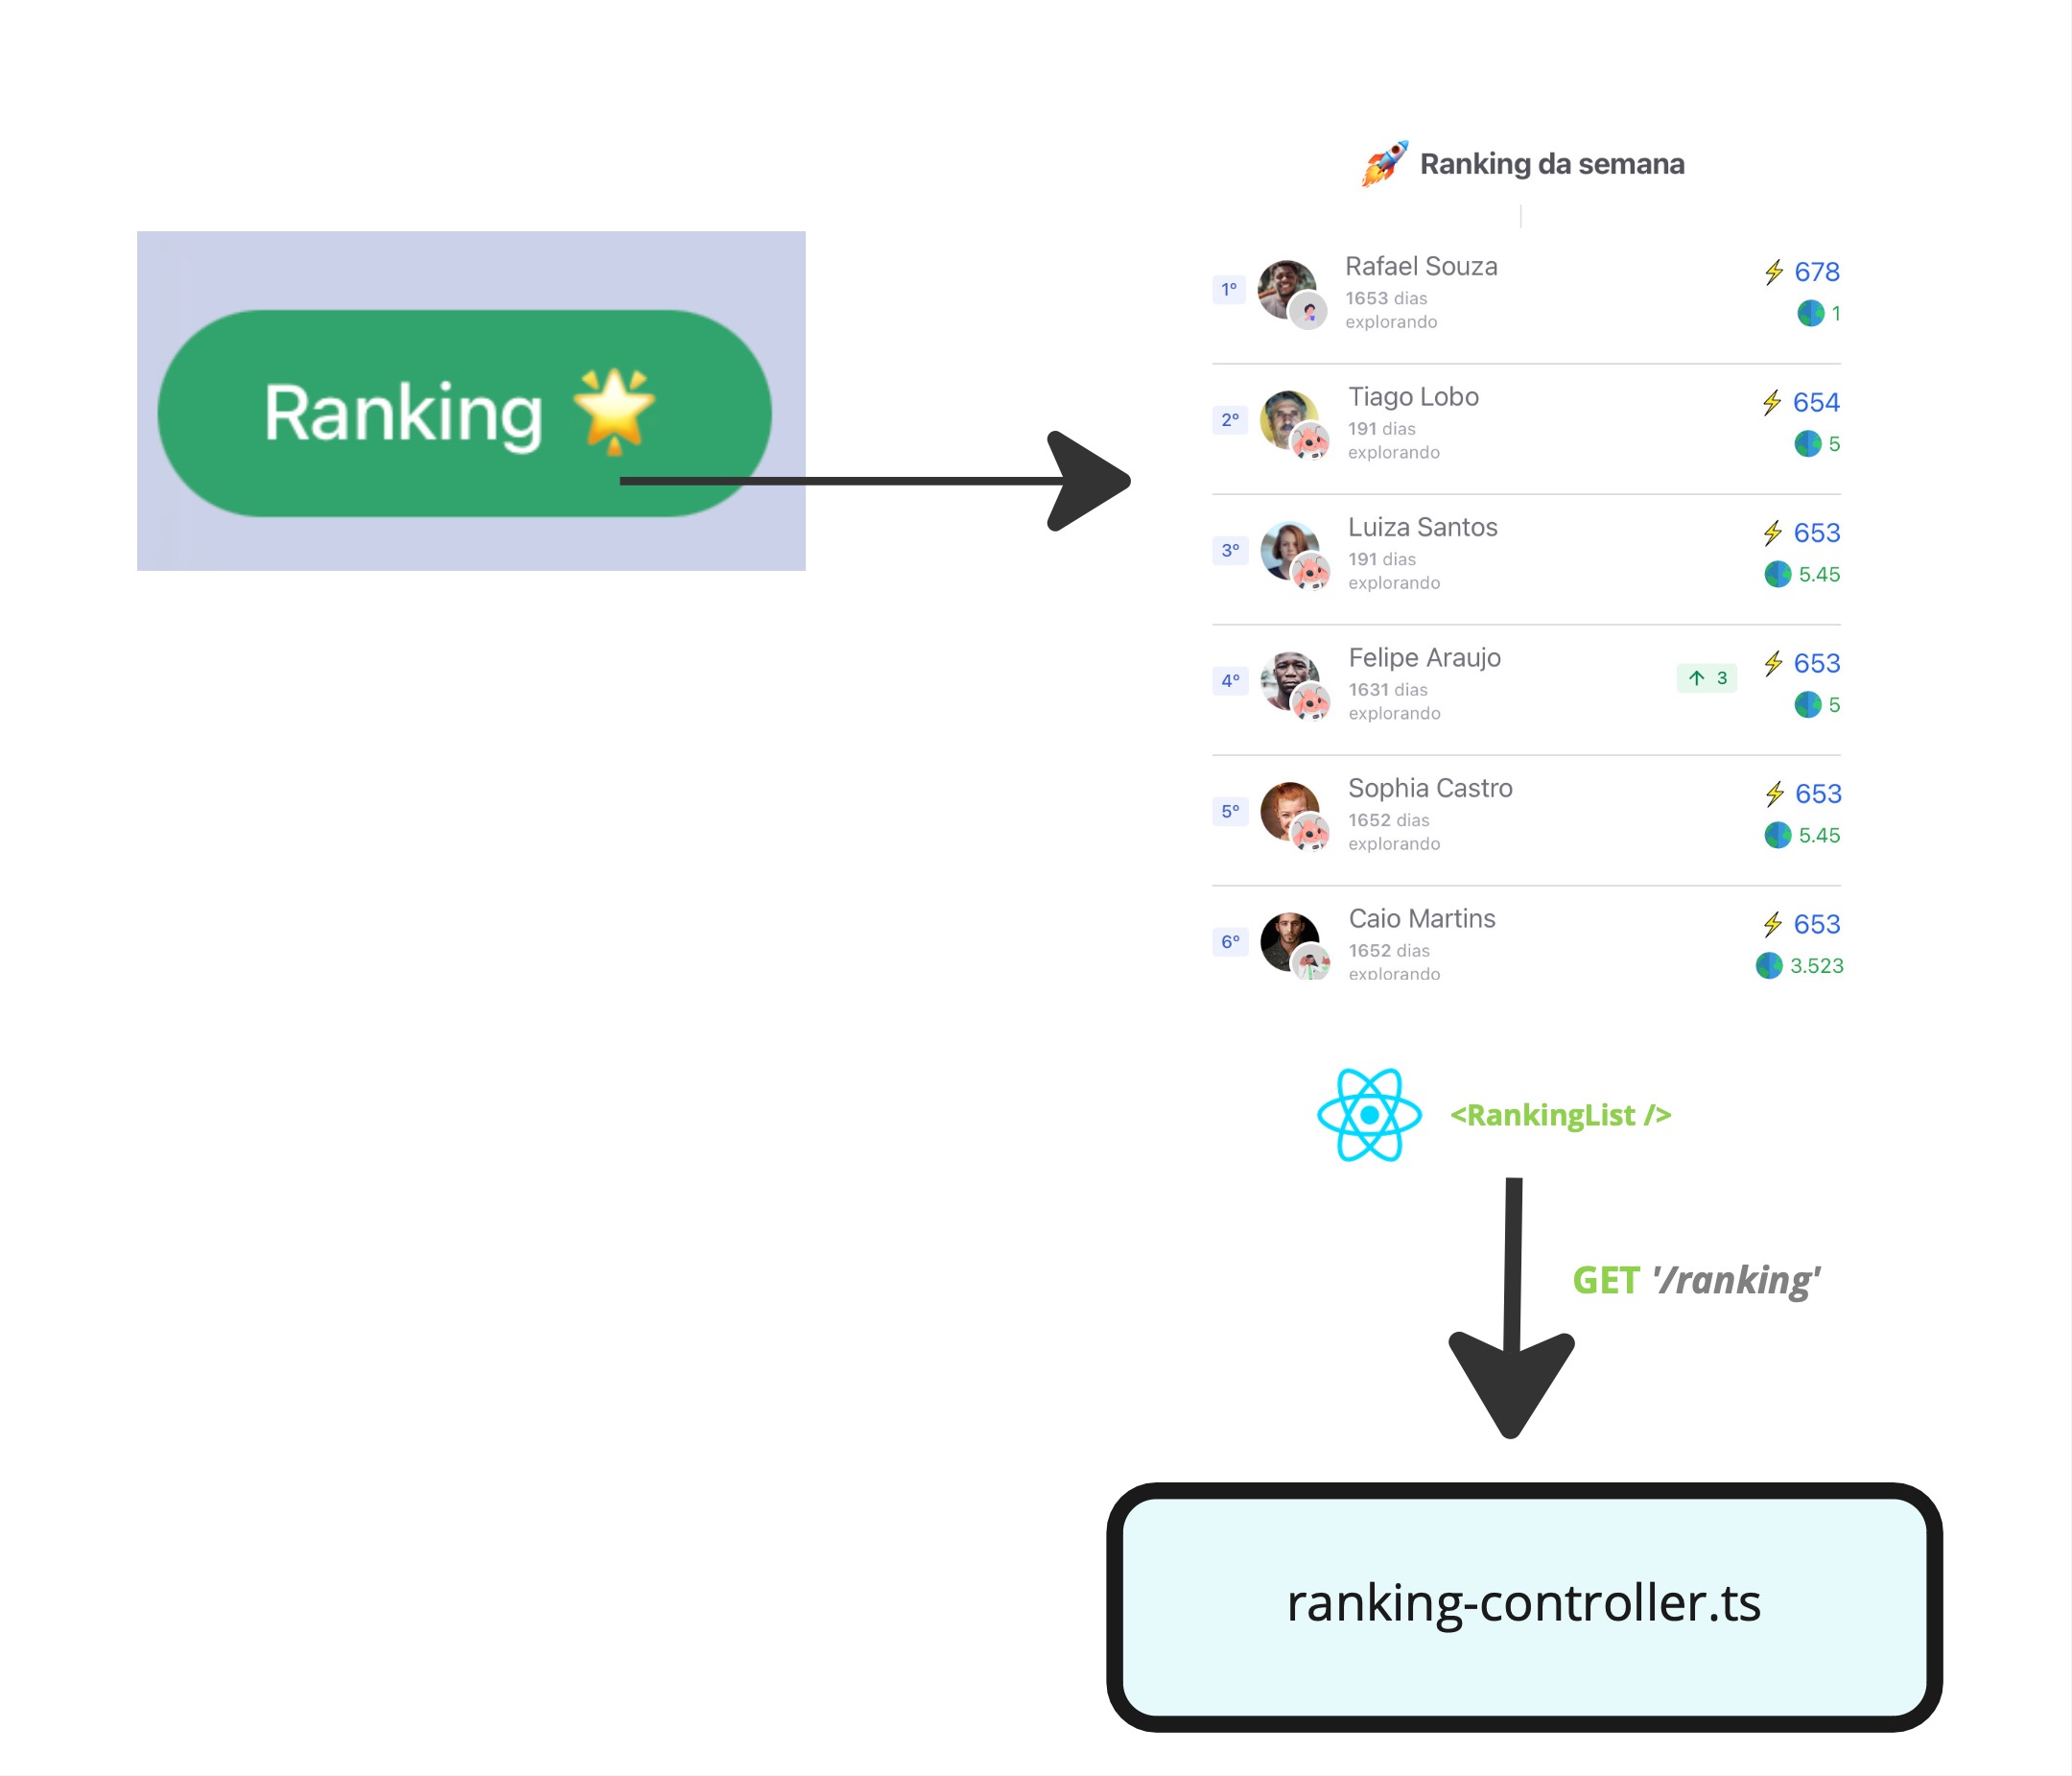 Ranking
Ranking da semana
1º
Rafael Souza
1653 dias
explorando
678
1
2º
Tiago Lobo
191 dias
explorando
654
5
3º
Luiza Santos
191 dias
explorando
653
5.45
4º
Felipe Araujo
1631 dias
explorando
↑ 3
653
5
5º
Sophia Castro
1652 dias
explorando
653
5.45
6º
Caio Martins
1652 dias
explorando
653
3.523
<RankingList />
GET '/ranking'
ranking-controller.ts